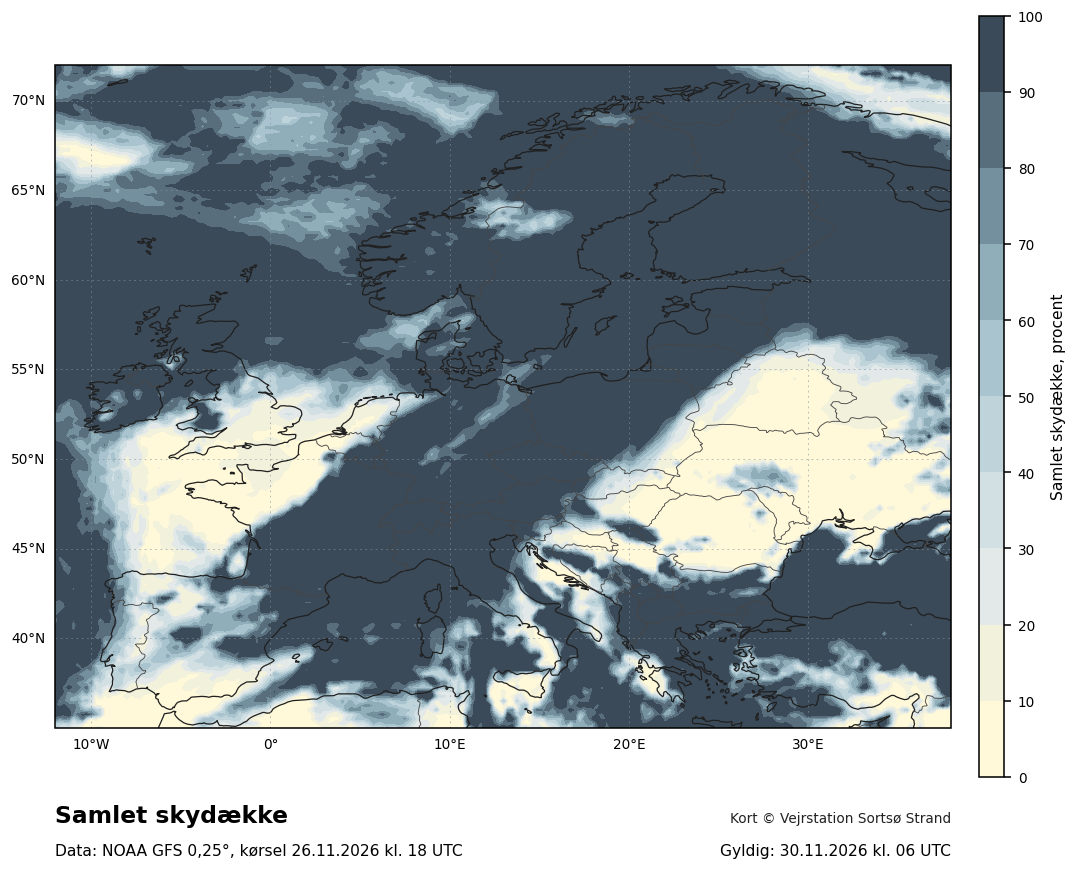 100
90
80
70
60
50
40
30
20
10
0
Samlet skydække, procent
70°N
65°N
60°N
55°N
50°N
45°N
40°N
10°W
0°
10°E
20°E
30°E
Samlet skydække
Kort © Vejrstation Sortsø Strand
Data: NOAA GFS 0,25°, kørsel 26.11.2026 kl. 18 UTC
Gyldig: 30.11.2026 kl. 06 UTC